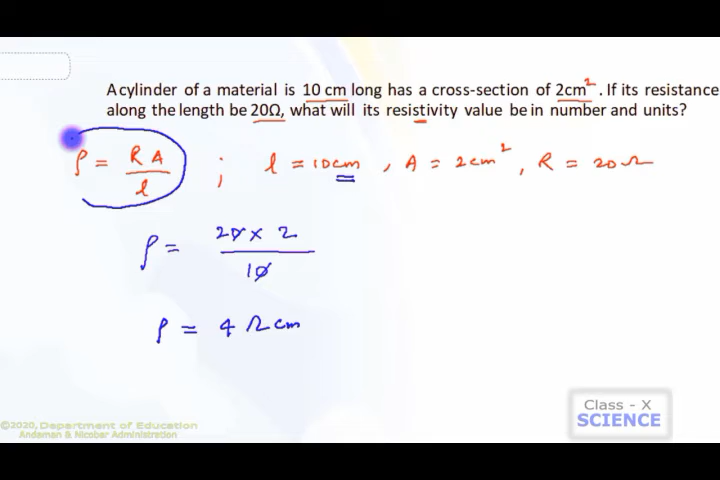 A cylinder of a material is 10 cm long has a cross-section of 2cm². If its resistance
along the length be 20Ω, what will its resistivity value be in number and units?
ρ = RA/l ; l = 10cm , A = 2cm² , R = 20Ω
ρ = 20 × 2 / 10
ρ = 4 Ω cm
Class - X
SCIENCE
©2020, Department of Education
Andaman & Nicobar Administration